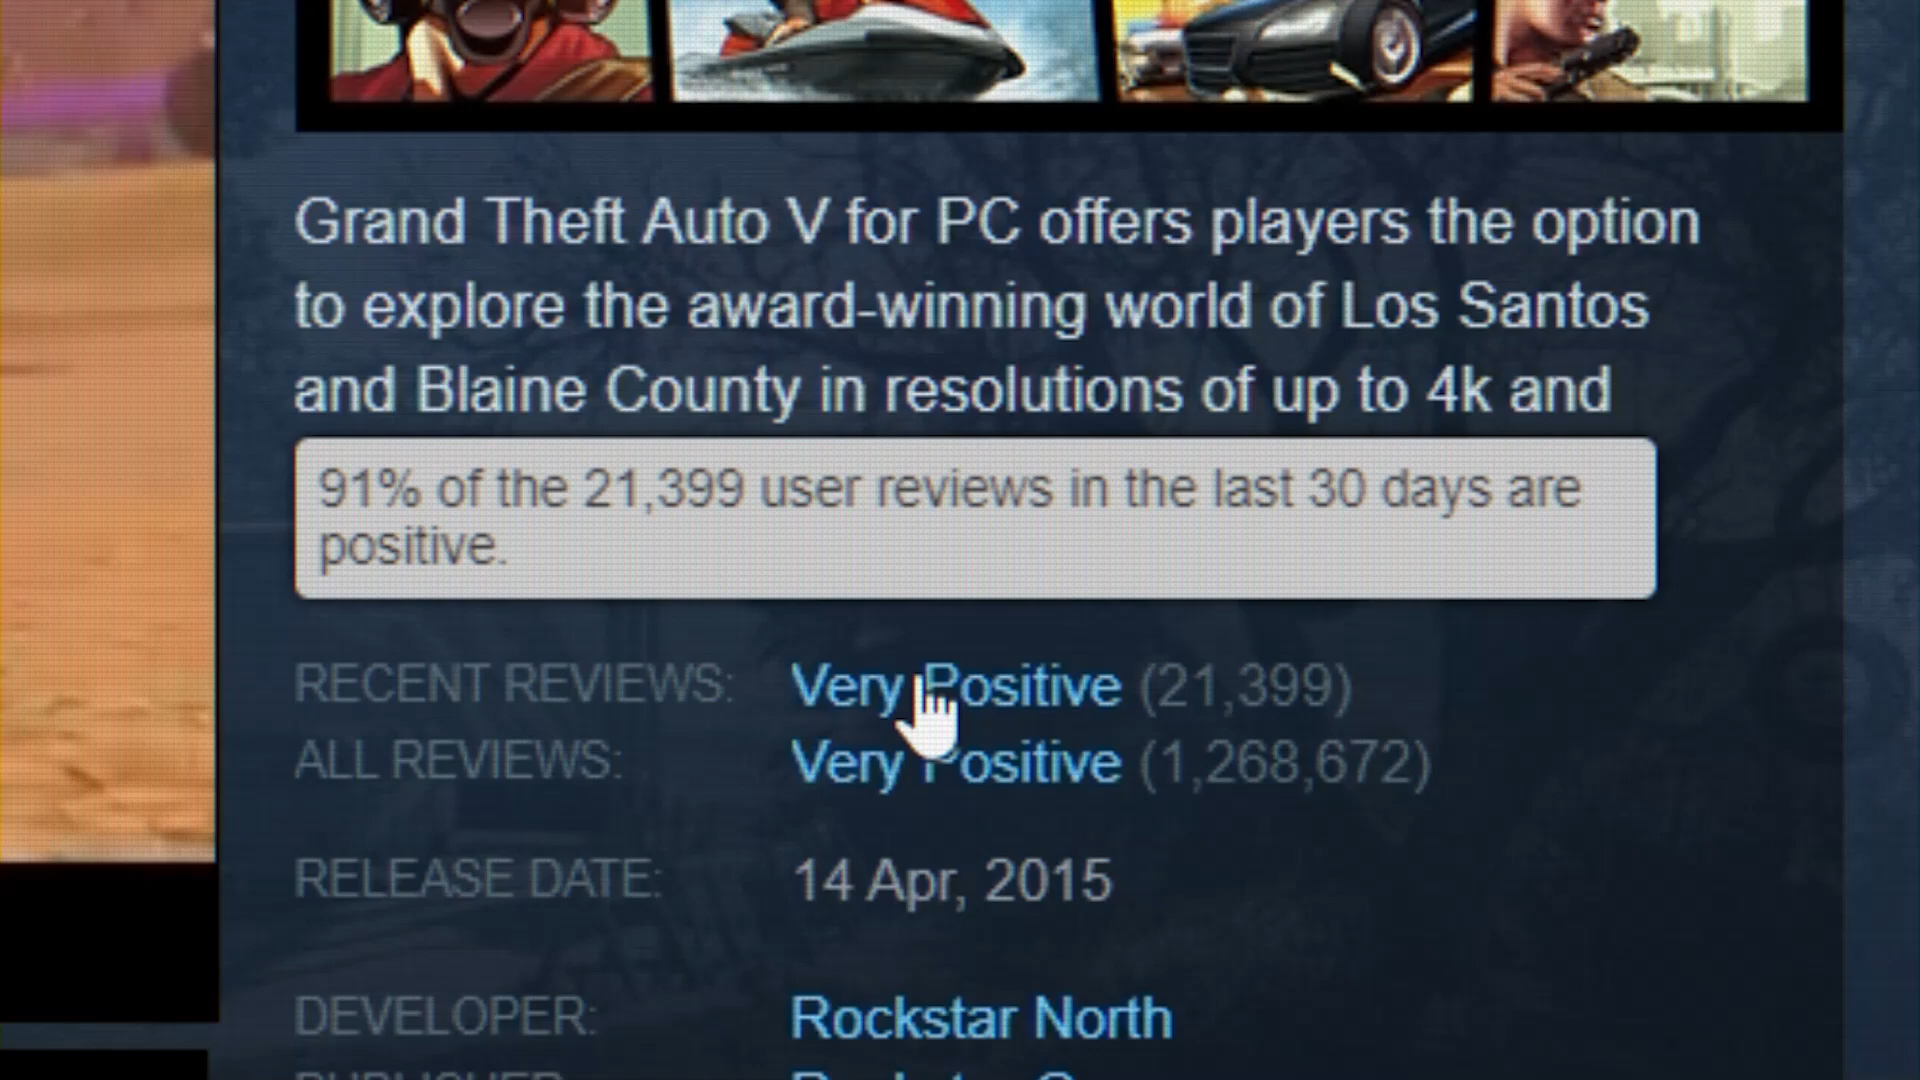 Grand Theft Auto V for PC offers players the option
to explore the award-winning world of Los Santos
and Blaine County in resolutions of up to 4k and
91% of the 21,399 user reviews in the last 30 days are
positive.
RECENT REVIEWS: Very Positive (21,399)
ALL REVIEWS: Very Positive (1,268,672)
RELEASE DATE: 14 Apr, 2015
DEVELOPER: Rockstar North